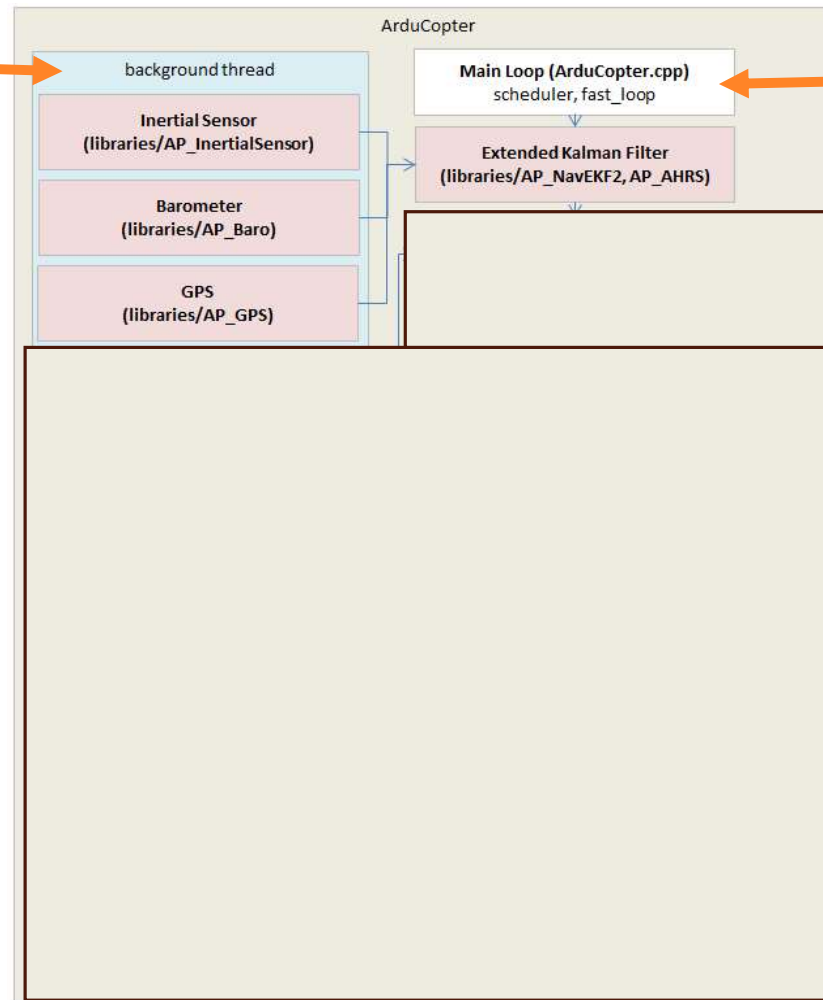 ArduCopter
background thread
Inertial Sensor
(libraries/AP_InertialSensor)
Barometer
(libraries/AP_Baro)
GPS
(libraries/AP_GPS)
Main Loop (ArduCopter.cpp)
scheduler, fast_loop
Extended Kalman Filter
(libraries/AP_NavEKF2, AP_AHRS)